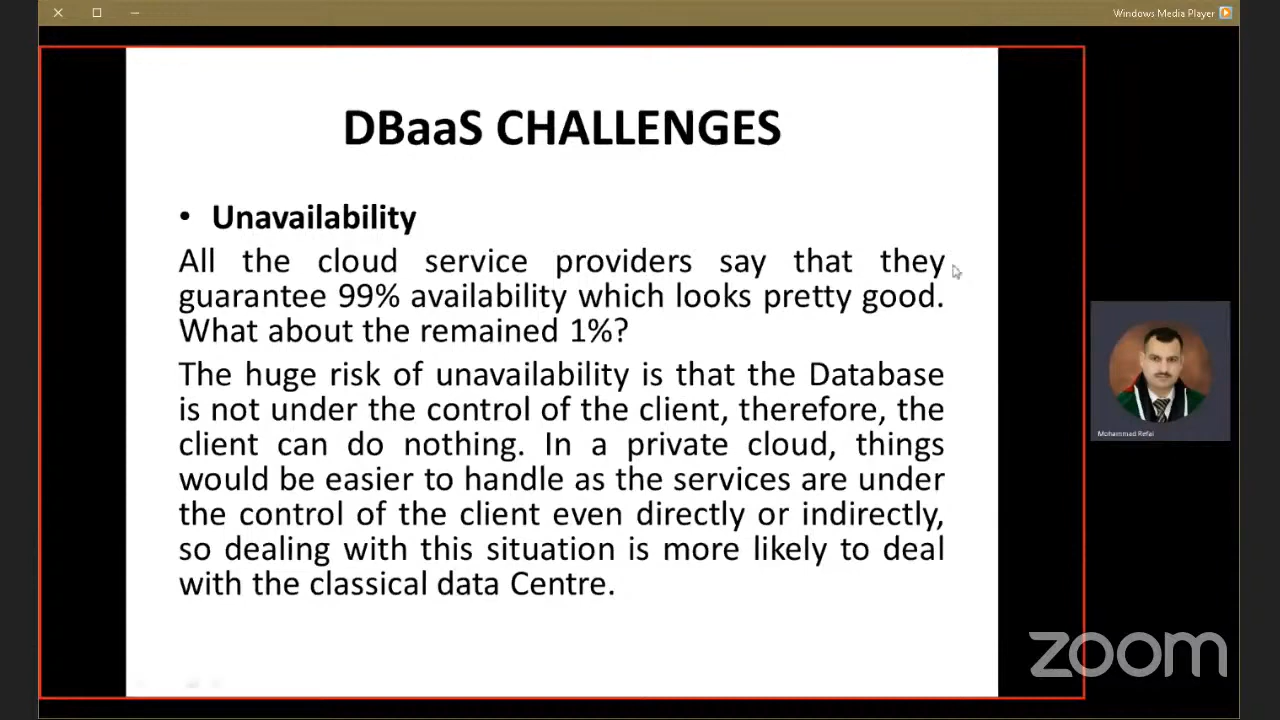 Windows Media Player
DBaaS CHALLENGES
• Unavailability
All the cloud service providers say that they
guarantee 99% availability which looks pretty good.
What about the remained 1%?
The huge risk of unavailability is that the Database
is not under the control of the client, therefore, the
client can do nothing. In a private cloud, things
would be easier to handle as the services are under
the control of the client even directly or indirectly,
so dealing with this situation is more likely to deal
with the classical data Centre.
Mohammad Refai
zoom